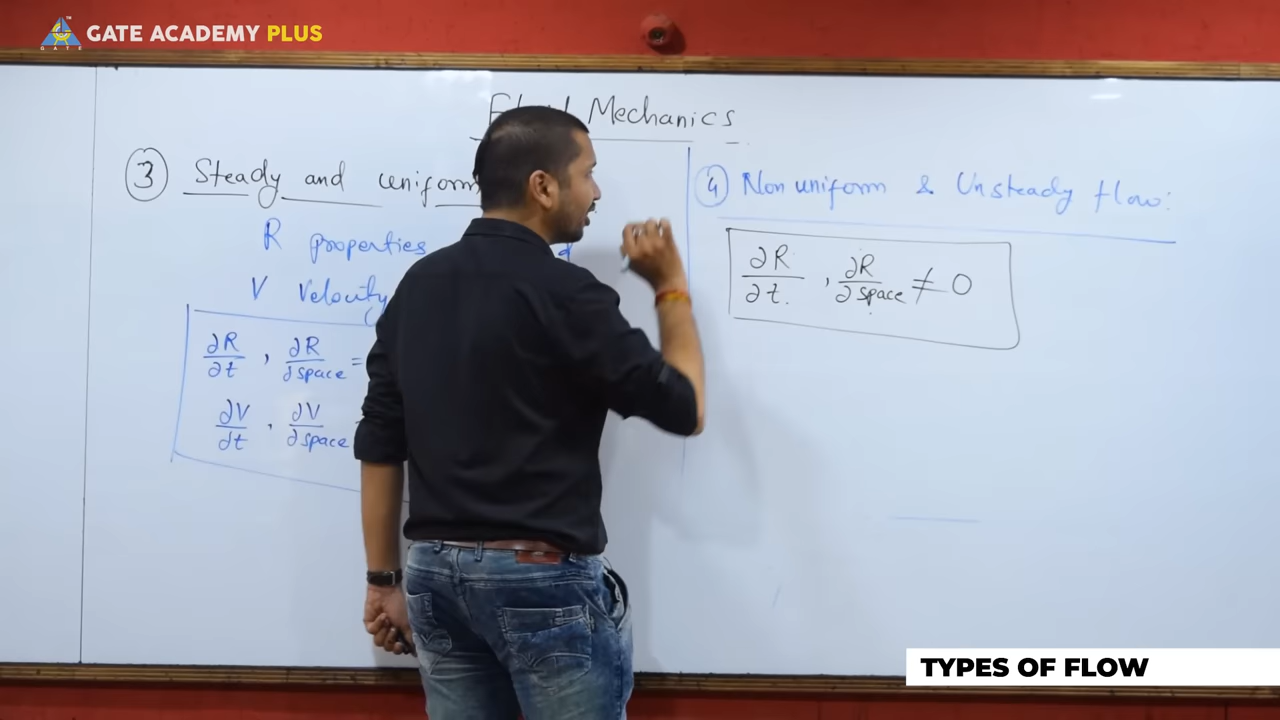 GATE ACADEMY PLUS
GATE
Mechanics
3 Steady and uniform
R properties
V Velocity
∂R/∂t , ∂R/∂space =
∂V/∂t , ∂V/∂space
4 Non uniform & Unsteady flow:
∂R/∂t , ∂R/∂space ≠ 0
TYPES OF FLOW